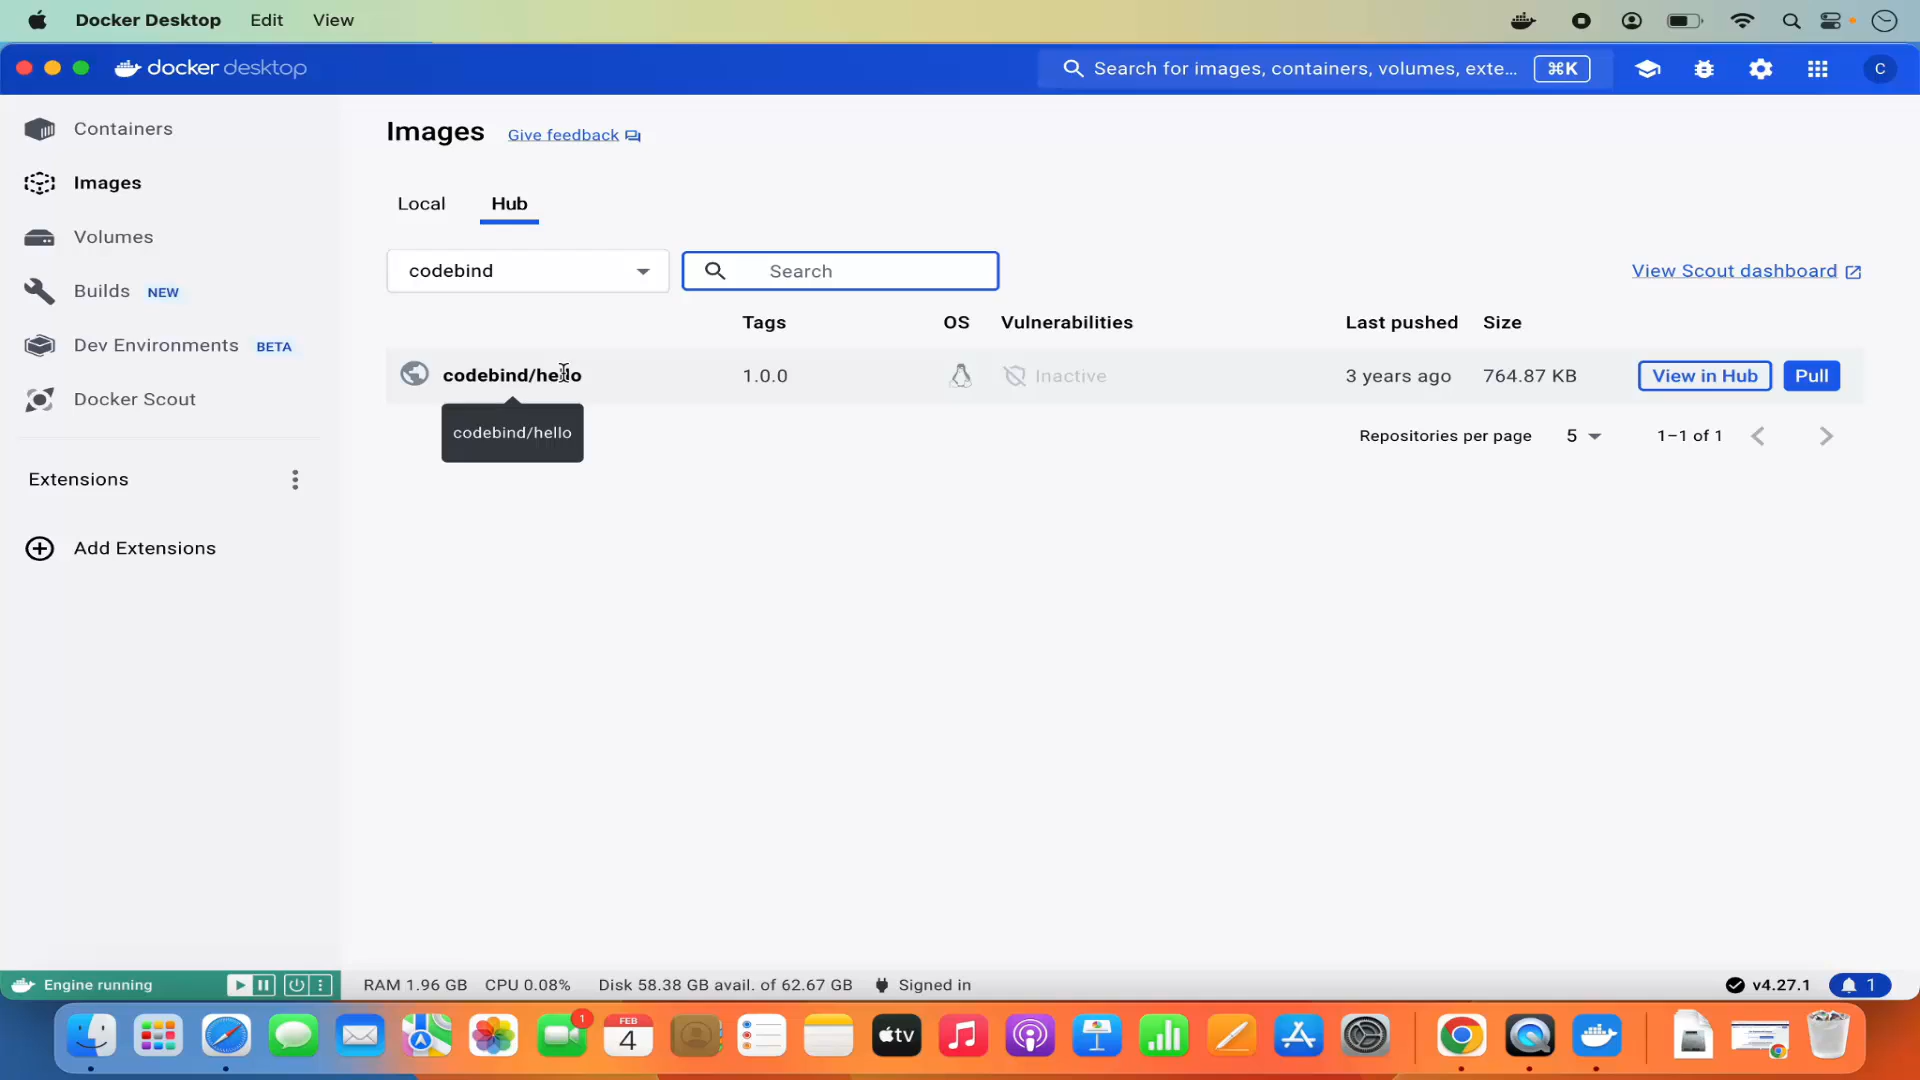 Docker Desktop Edit View
docker desktop
Search for images, containers, volumes, exte... ⌘K
C
Containers
Images
Volumes
Builds NEW
Dev Environments BETA
Docker Scout
Extensions
Add Extensions
Images Give feedback
Local Hub
codebind
Search
View Scout dashboard
Tags OS Vulnerabilities Last pushed Size
codebind/hello 1.0.0 Inactive 3 years ago 764.87 KB View in Hub Pull
codebind/hello
Repositories per page 5 1–1 of 1
Engine running
RAM 1.96 GB CPU 0.08% Disk 58.38 GB avail. of 62.67 GB Signed in
v4.27.1 1
1
FEB
4
tv